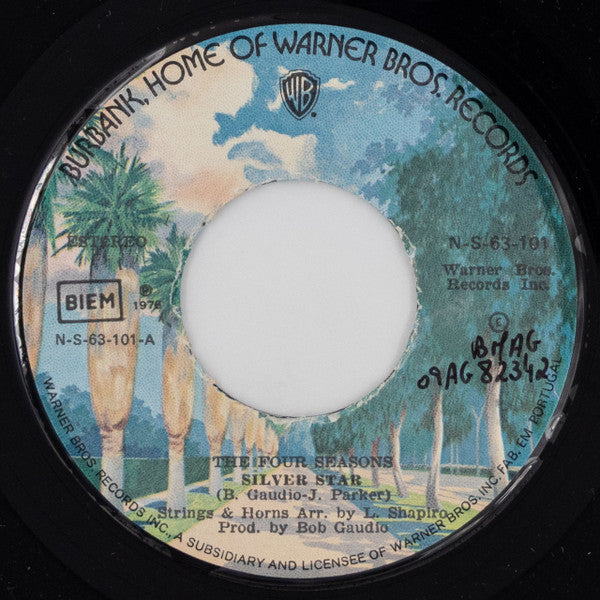 BURBANK, HOME OF WARNER BROS. RECORDS
WB
ESTEREO
N-S-63-101
Warner Bros.
Records Inc.
BIEM
℗
1976
N-S-63-101-A
©
BMAG
09AG 82342
THE FOUR SEASONS
SILVER STAR
(B. Gaudio-J. Parker)
Strings & Horns Arr. by L. Shapiro
Prod. by Bob Gaudio
WARNER BROS. RECORDS INC., A SUBSIDIARY AND LICENSEE OF WARNER BROS. INC. FAB. EM PORTUGAL